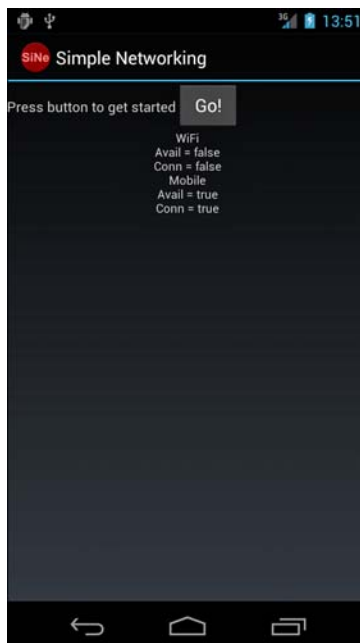 3G 13:51
SiNe Simple Networking
Press button to get started Go!
WiFi
Avail = false
Conn = false
Mobile
Avail = true
Conn = true